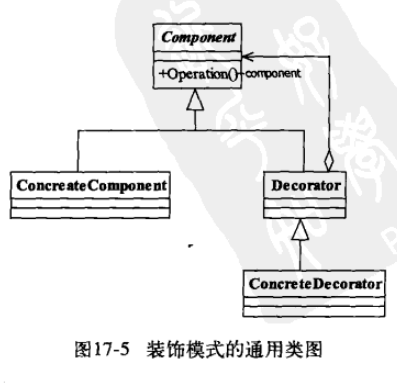 Component
+Operation()
-component
ConcreateComponent
Decorator
ConcreteDecorator
图17-5 装饰模式的通用类图